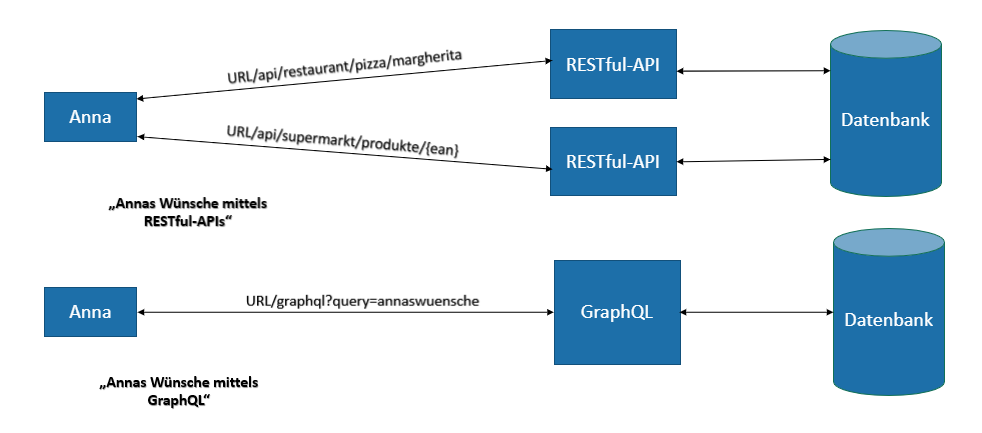 URL/api/restaurant/pizza/margherita
RESTful-API
Anna
Datenbank
URL/api/supermarkt/produkte/{ean}
RESTful-API
„Annas Wünsche mittels
RESTful-APIs“
Anna
URL/graphql?query=annaswuensche
GraphQL
Datenbank
„Annas Wünsche mittels
GraphQL“